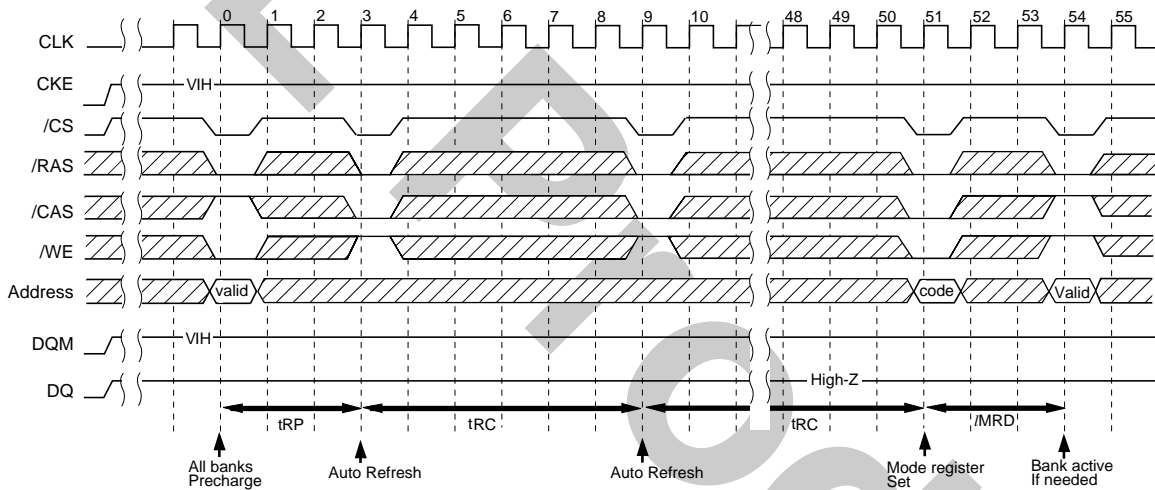 0 1 2 3 4 5 6 7 8 9 10 48 49 50 51 52 53 54 55
CLK
CKE VIH
/CS
/RAS
/CAS
/WE
Address valid code Valid
DQM VIH
DQ High-Z
tRP tRC tRC lMRD
All banks
Precharge
Auto Refresh
Auto Refresh
Mode register
Set
Bank active
If needed